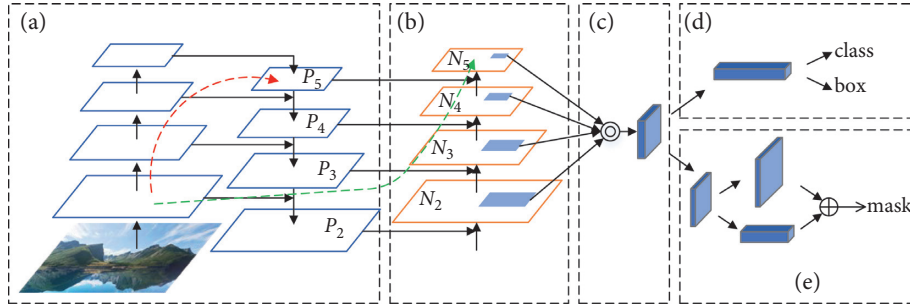 (a)
P5
P4
P3
P2
(b)
N5
N4
N3
N2
(c)
(d)
class
box
mask
(e)